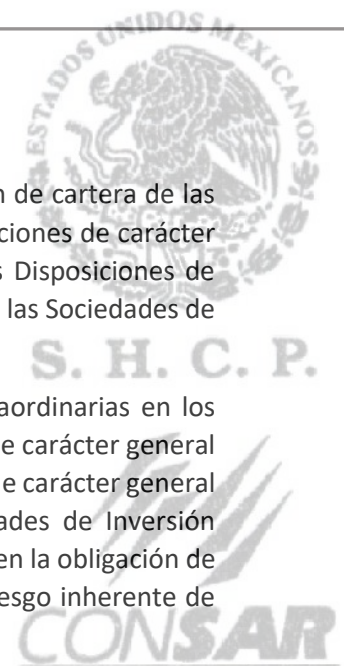 ESTADOS UNIDOS MEXICANOS
n de cartera de las
ciones de carácter
s Disposiciones de
las Sociedades de
S. H. C. P.
aordinarias en los
e carácter general
e carácter general
ades de Inversión
en la obligación de
esgo inherente de
CONSAR